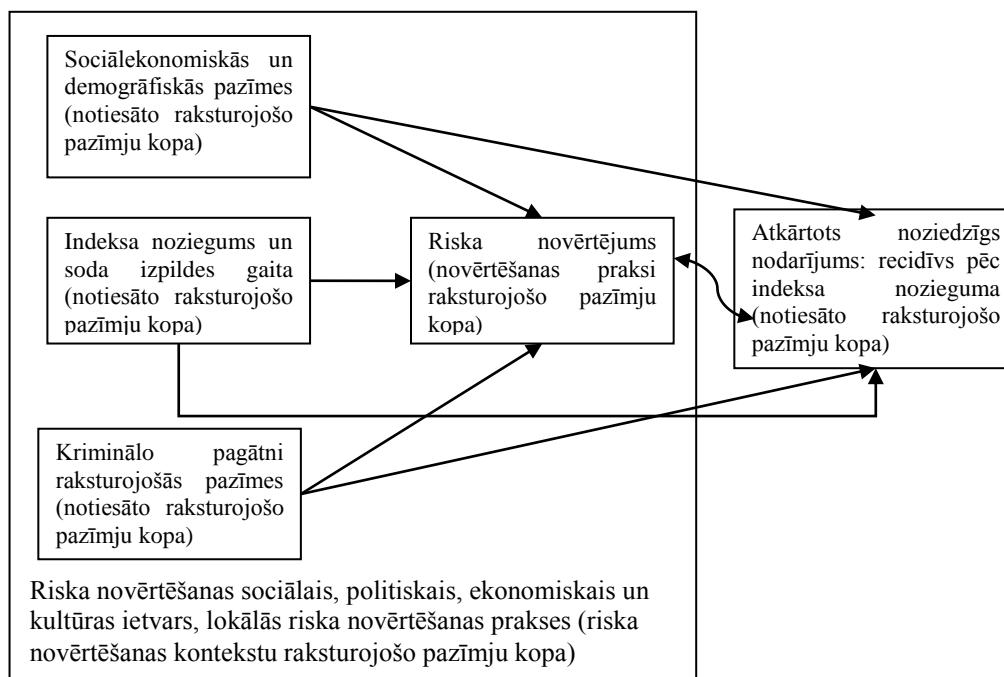 Sociālekonomiskās un
demogrāfiskās pazīmes
(notiesāto raksturojošo
pazīmju kopa)
Indeksa noziegums un
soda izpildes gaita
(notiesāto raksturojošo
pazīmju kopa)
Riska novērtējums
(novērtēšanas praksi
raksturojošo pazīmju
kopa)
Atkārtots noziedzīgs
nodarījums: recidīvs pēc
indeksa nozieguma
(notiesāto raksturojošo
pazīmju kopa)
Kriminālo pagātni
raksturojošās pazīmes
(notiesāto raksturojošo
pazīmju kopa)
Riska novērtēšanas sociālais, politiskais, ekonomiskais un
kultūras ietvars, lokālās riska novērtēšanas prakses (riska
novērtēšanas kontekstu raksturojošo pazīmju kopa)